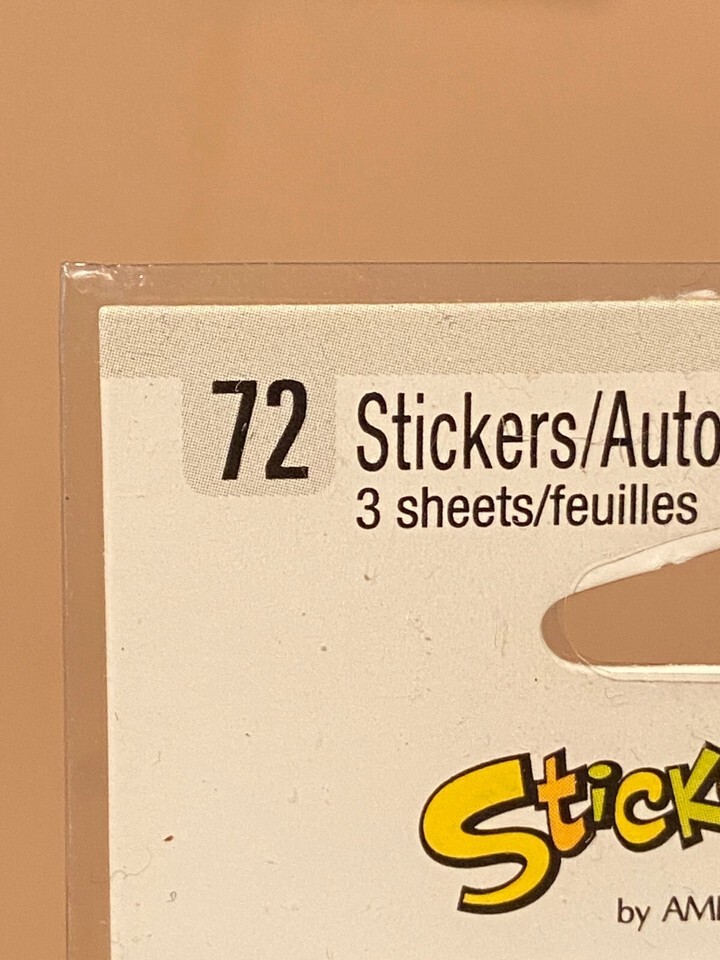 72 Stickers/Auto
3 sheets/feuilles
Stick
by AM